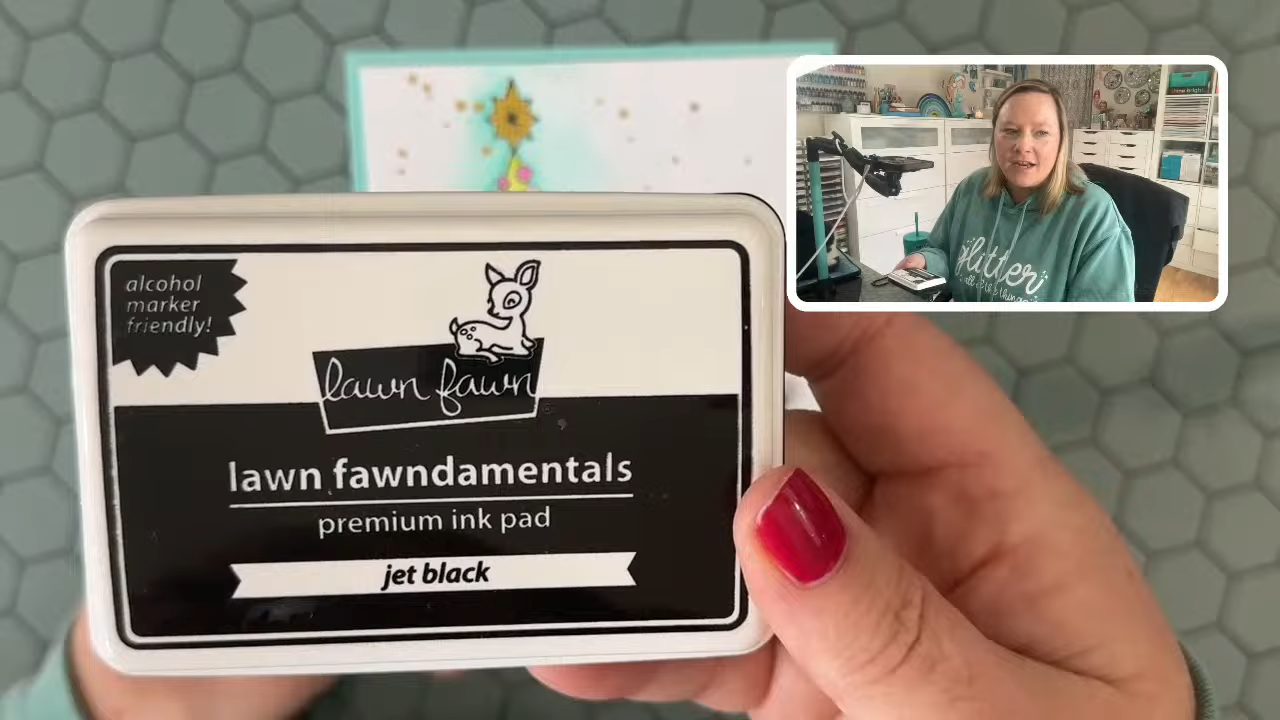 alcohol
marker
friendly!
lawn fawn
lawn fawndamentals
premium ink pad
jet black
glitter